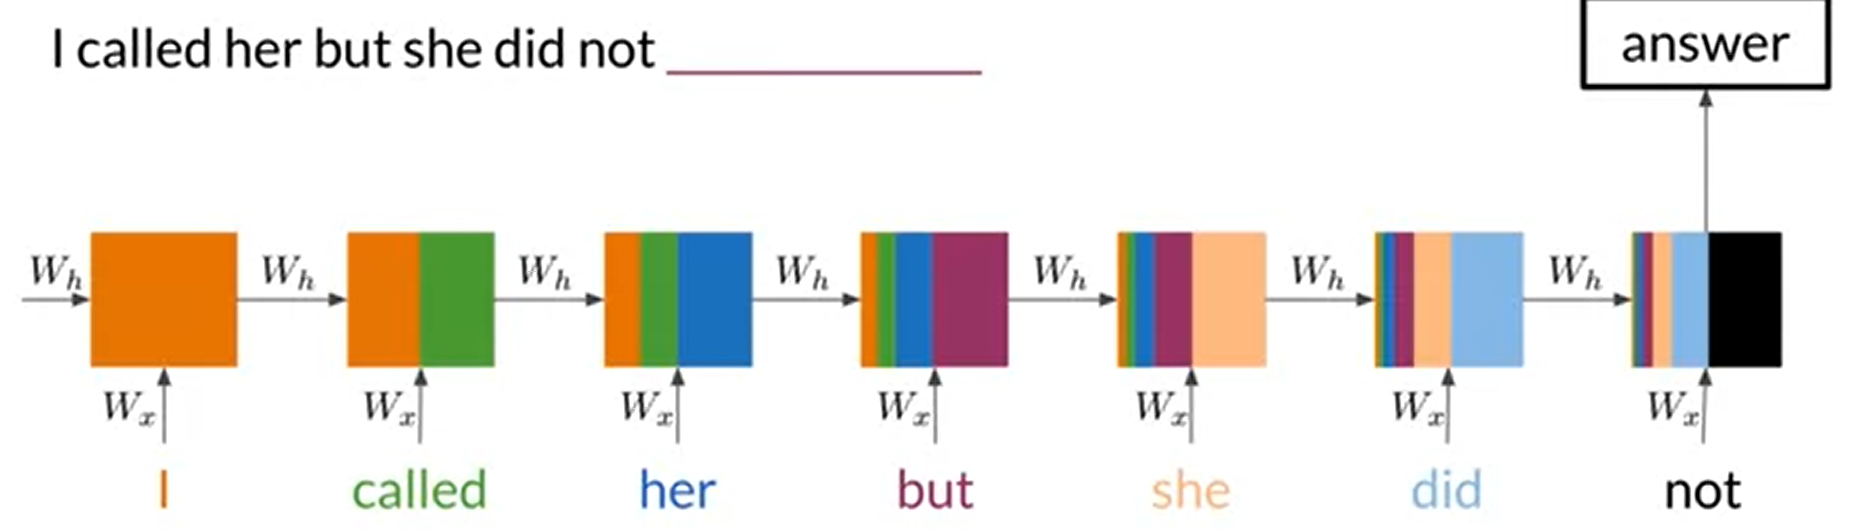 I called her but she did not ___________
answer
W_h W_h W_h W_h W_h W_h W_h
W_x W_x W_x W_x W_x W_x W_x
I called her but she did not